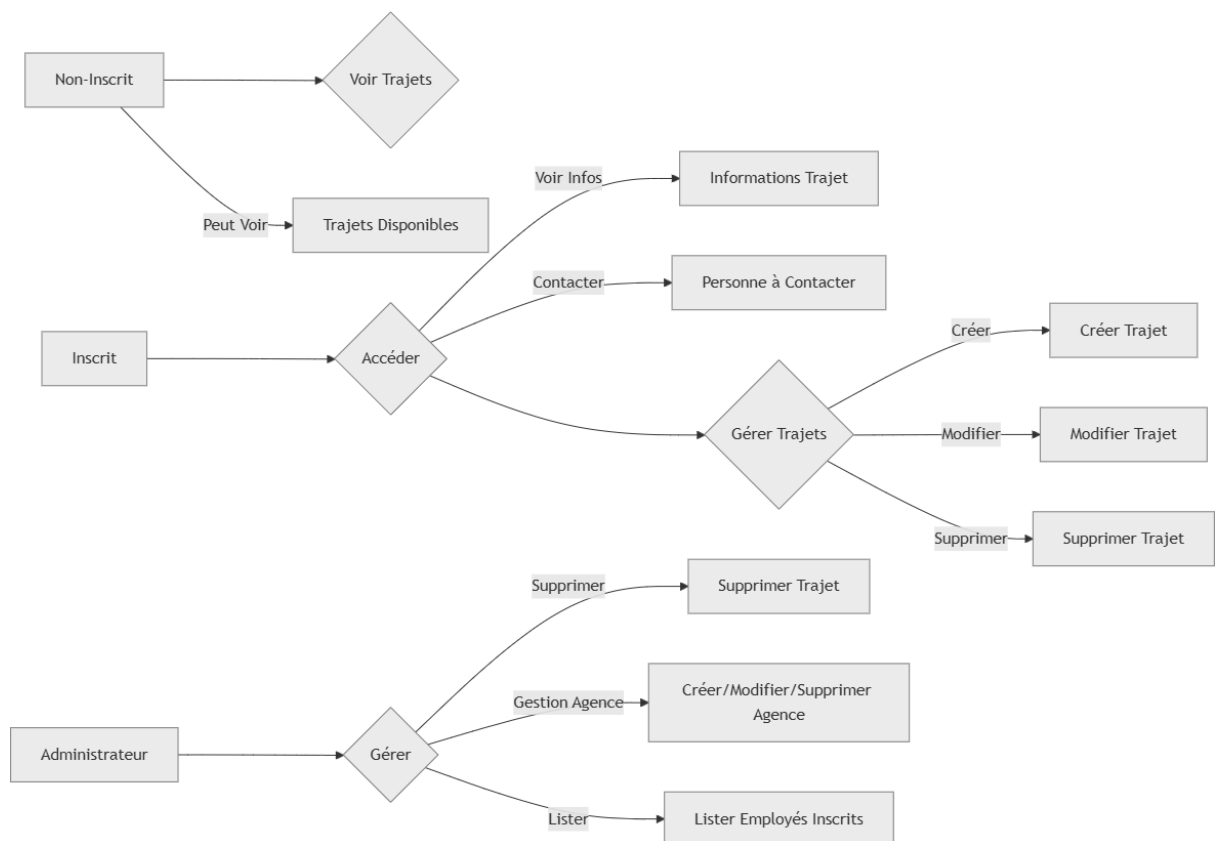 Non-Inscrit
Voir Trajets
Peut Voir
Trajets Disponibles
Voir Infos
Informations Trajet
Contacter
Personne à Contacter
Inscrit
Accéder
Créer
Créer Trajet
Gérer Trajets
Modifier
Modifier Trajet
Supprimer
Supprimer Trajet
Supprimer
Supprimer Trajet
Gestion Agence
Créer/Modifier/Supprimer
Agence
Administrateur
Gérer
Lister
Lister Employés Inscrits